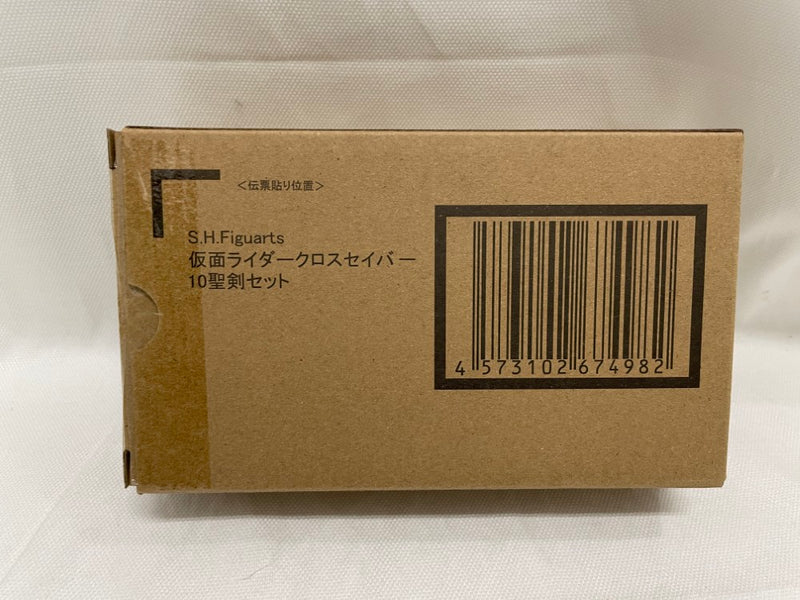 <伝票貼り位置>
S.H.Figuarts
仮面ライダークロスセイバー
10聖剣セット
4 573102 674982